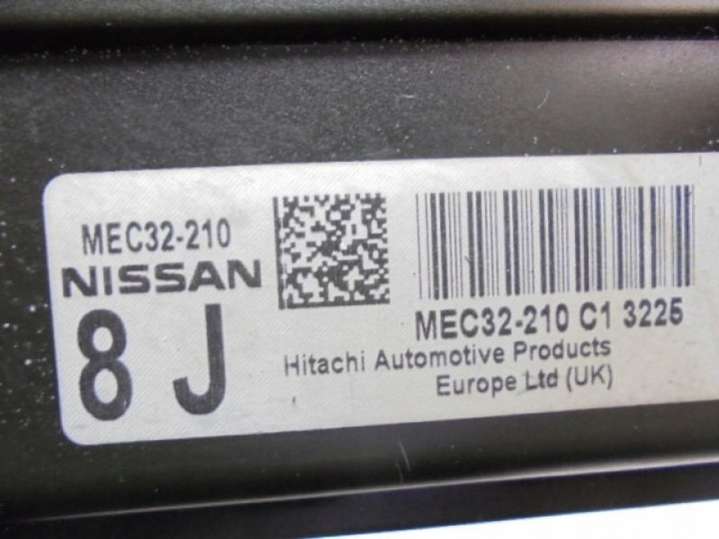 MEC32-210
NISSAN
8 J
MEC32-210 C1 3225
Hitachi Automotive Products
Europe Ltd (UK)